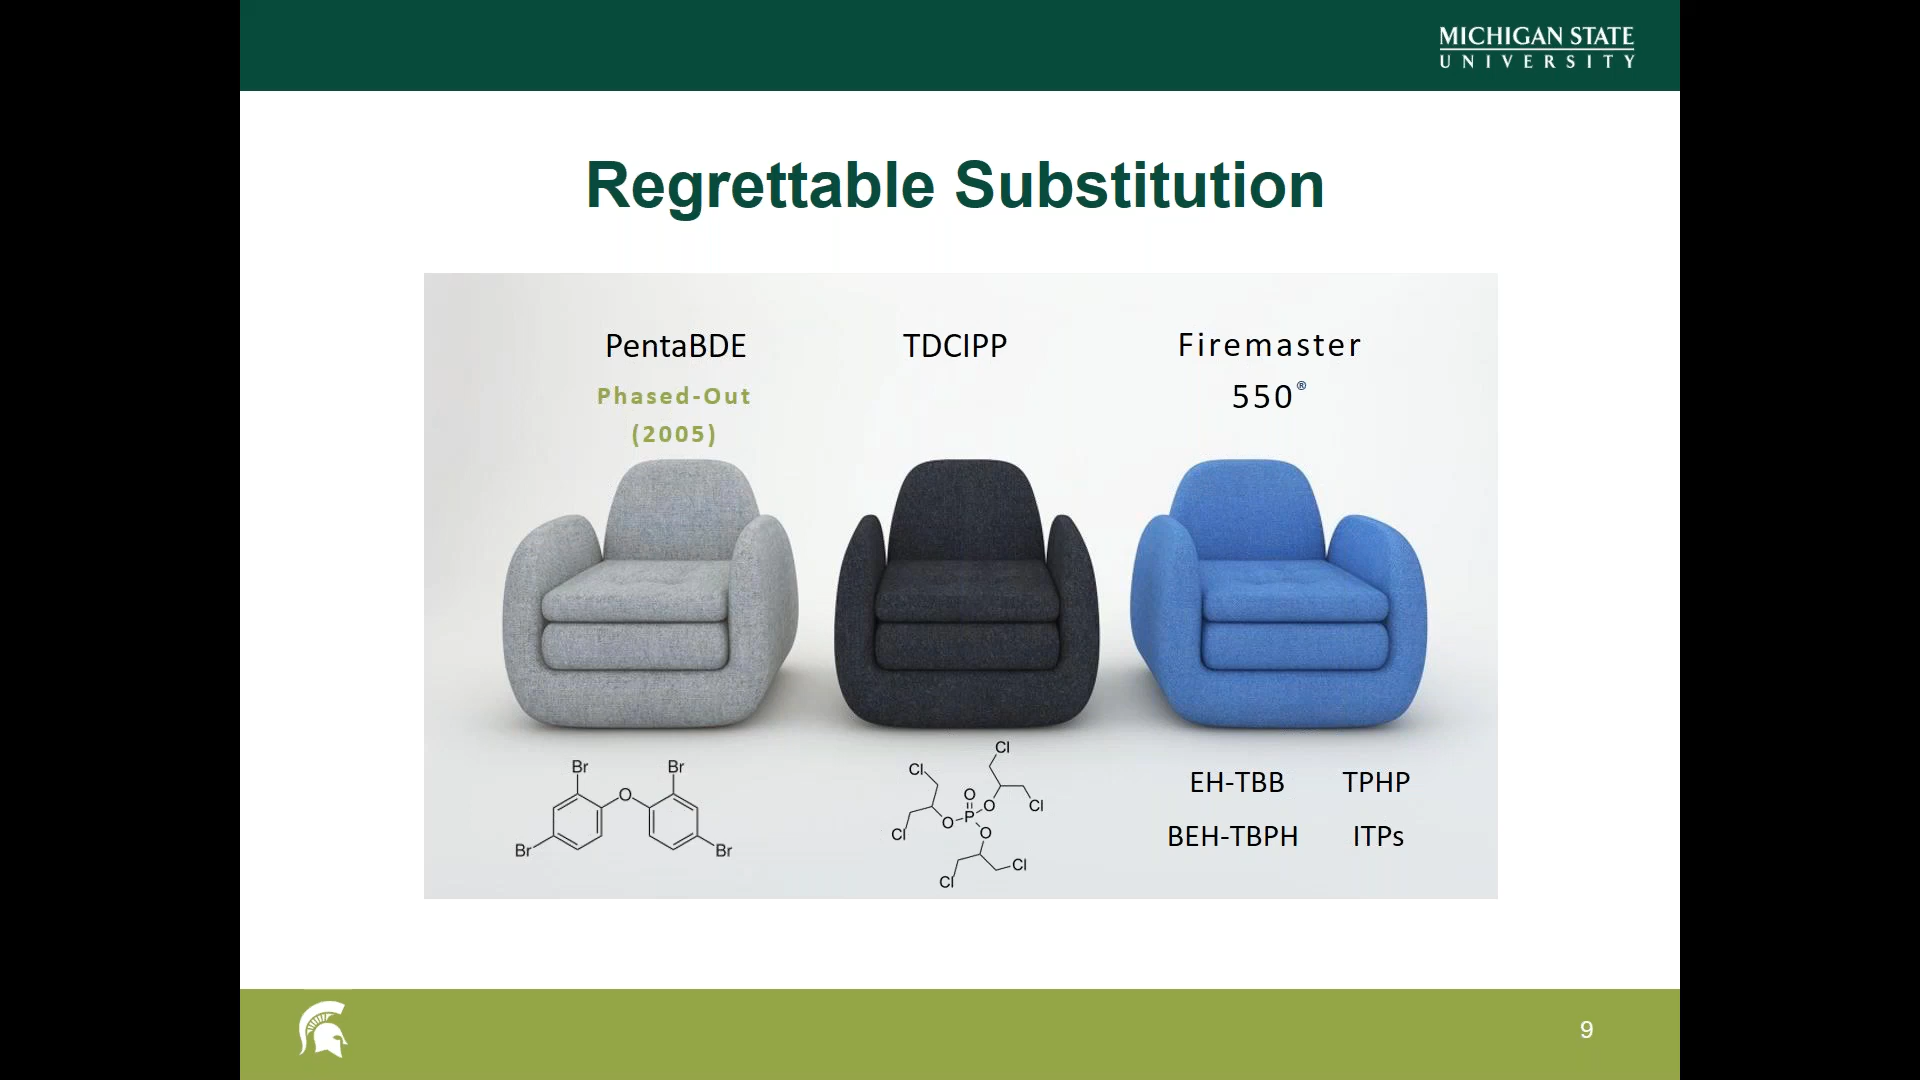 MICHIGAN STATE
UNIVERSITY
Regrettable Substitution
PentaBDE
Phased-Out
(2005)
TDCIPP
Firemaster
550®
Br
Br
O
Br
Br
Cl
Cl
O
O
Cl
O
P
Cl
O
Cl
Cl
EH-TBB
TPHP
BEH-TBPH
ITPs
9